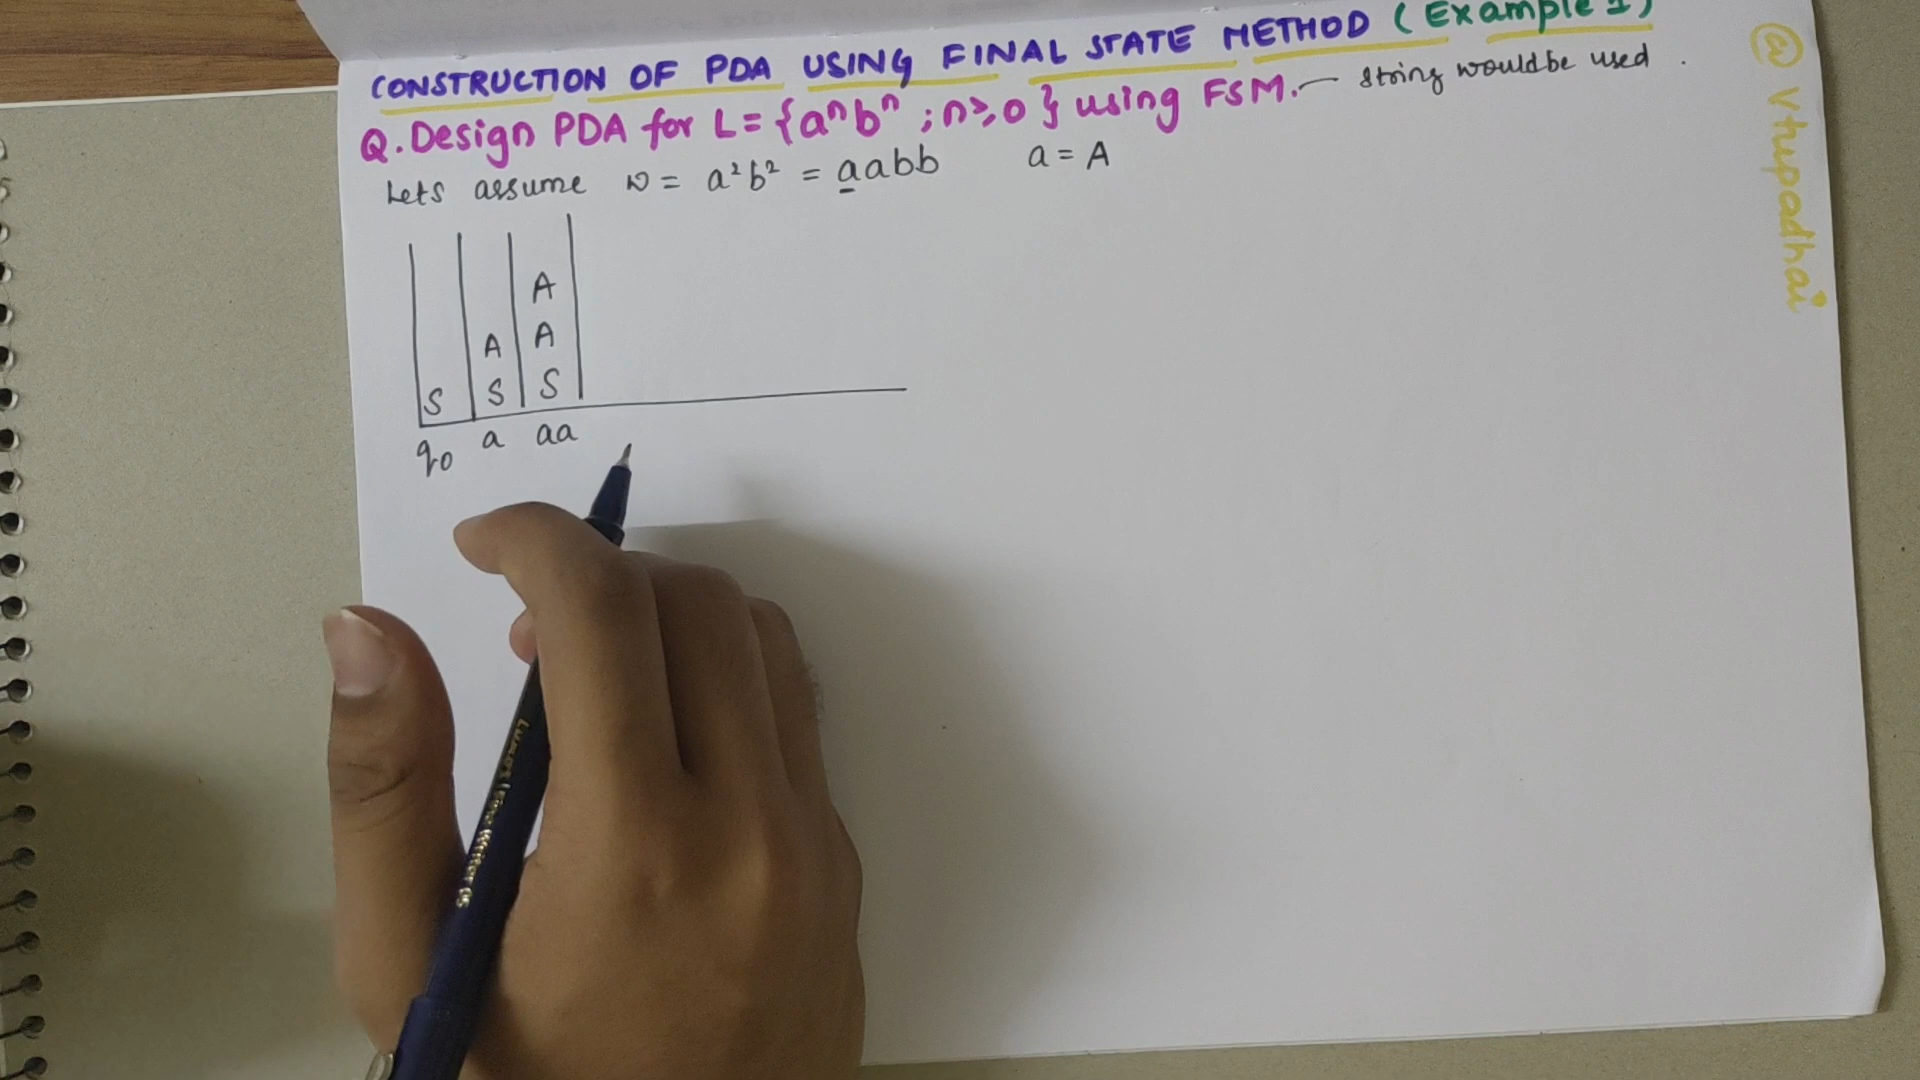 CONSTRUCTION OF PDA USING FINAL STATE METHOD (Example 1)
Q. Design PDA for L = {aⁿbⁿ ; n≥0} using FSM. — string would be used .
Lets assume w = a²b² = aabb a = A
A
A A
S S S
q₀ a aa
@Vtupadhai